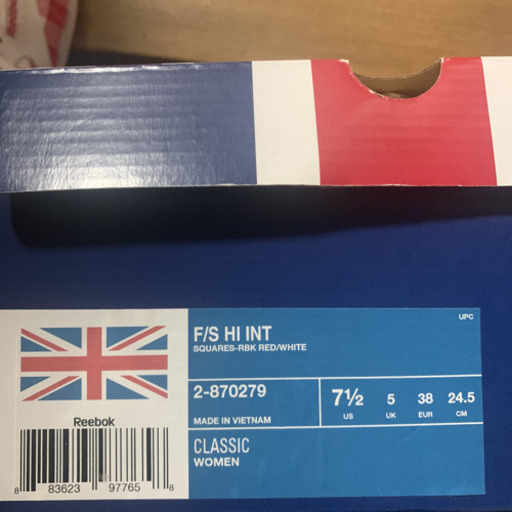 UPC
F/S HI INT
SQUARES-RBK RED/WHITE
2-870279
MADE IN VIETNAM
7½ 5 38 24.5
US UK EUR CM
CLASSIC
WOMEN
Reebok
8 83623 97765 8